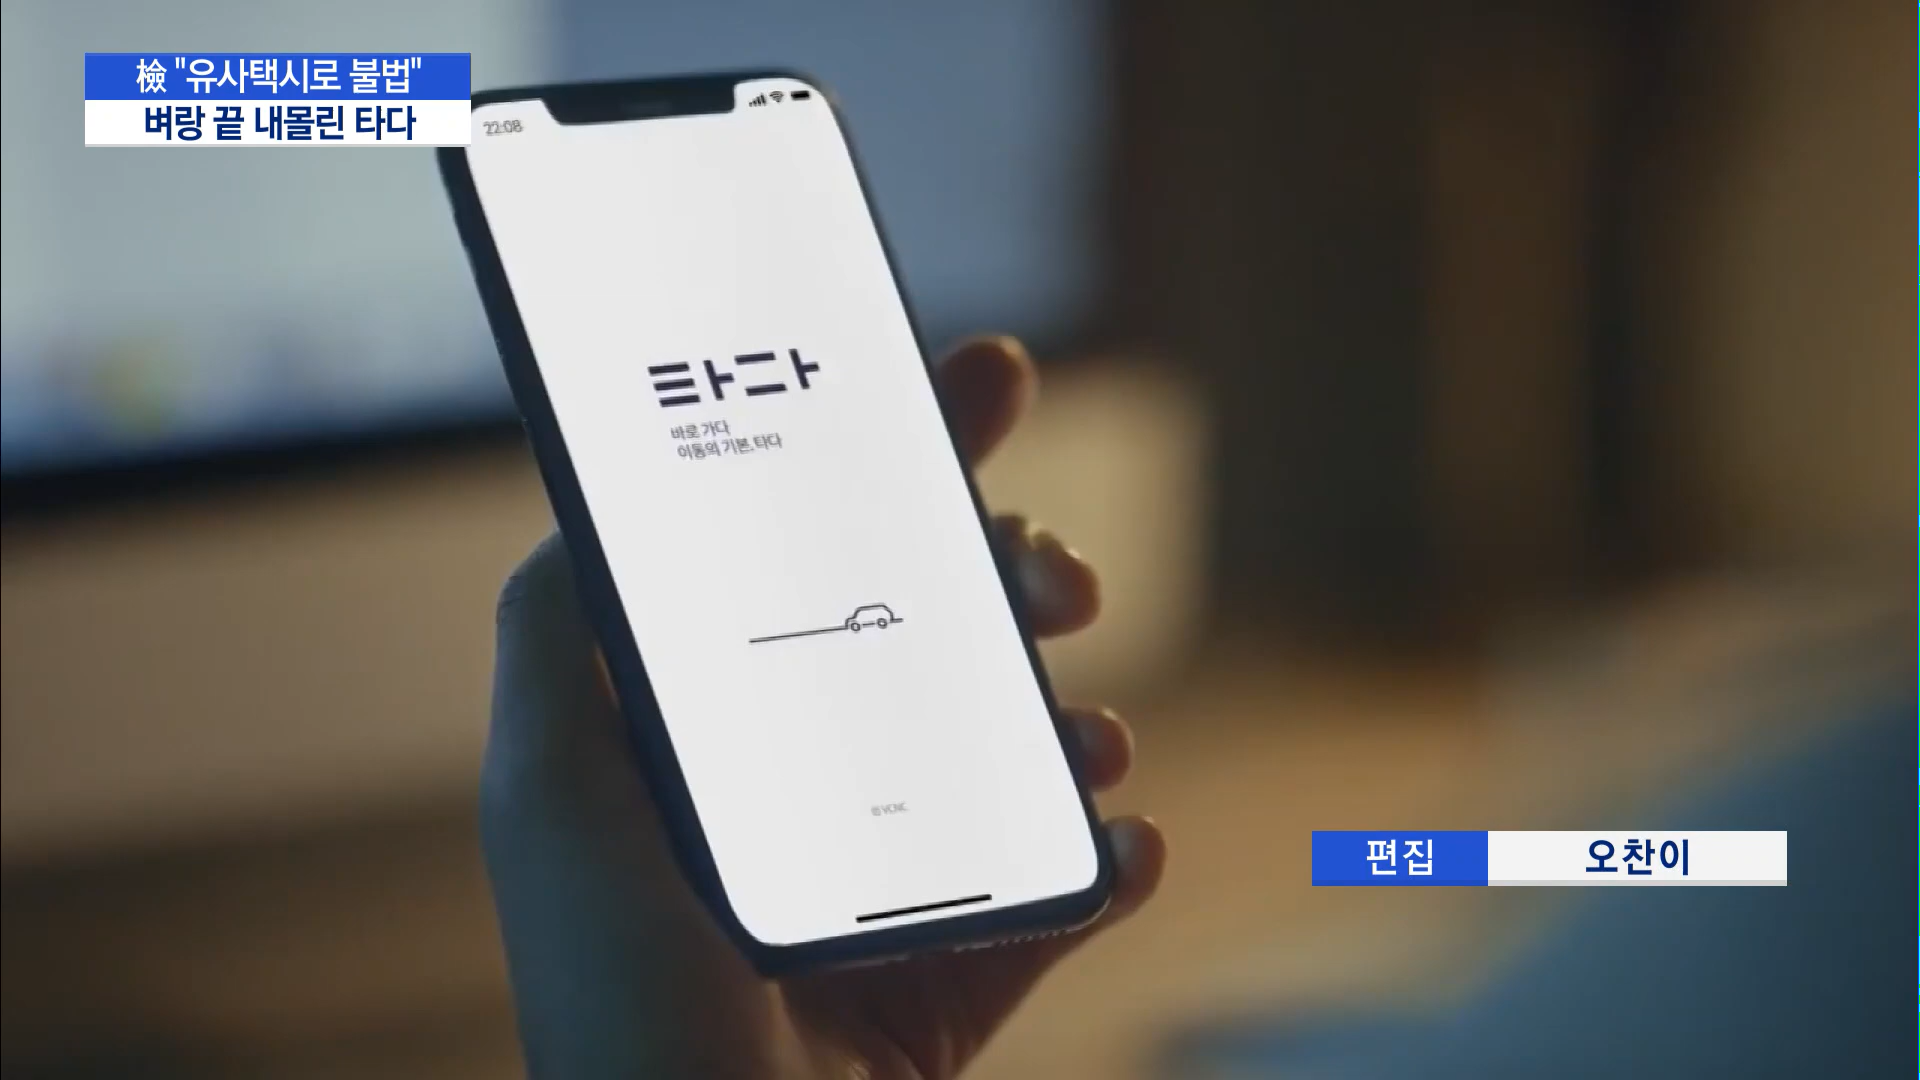 檢 "유사택시로 불법"
벼랑 끝 내몰린 타다
22:08
타다
바로 가다
이동의 기본, 타다
VCNC
편집
오찬이